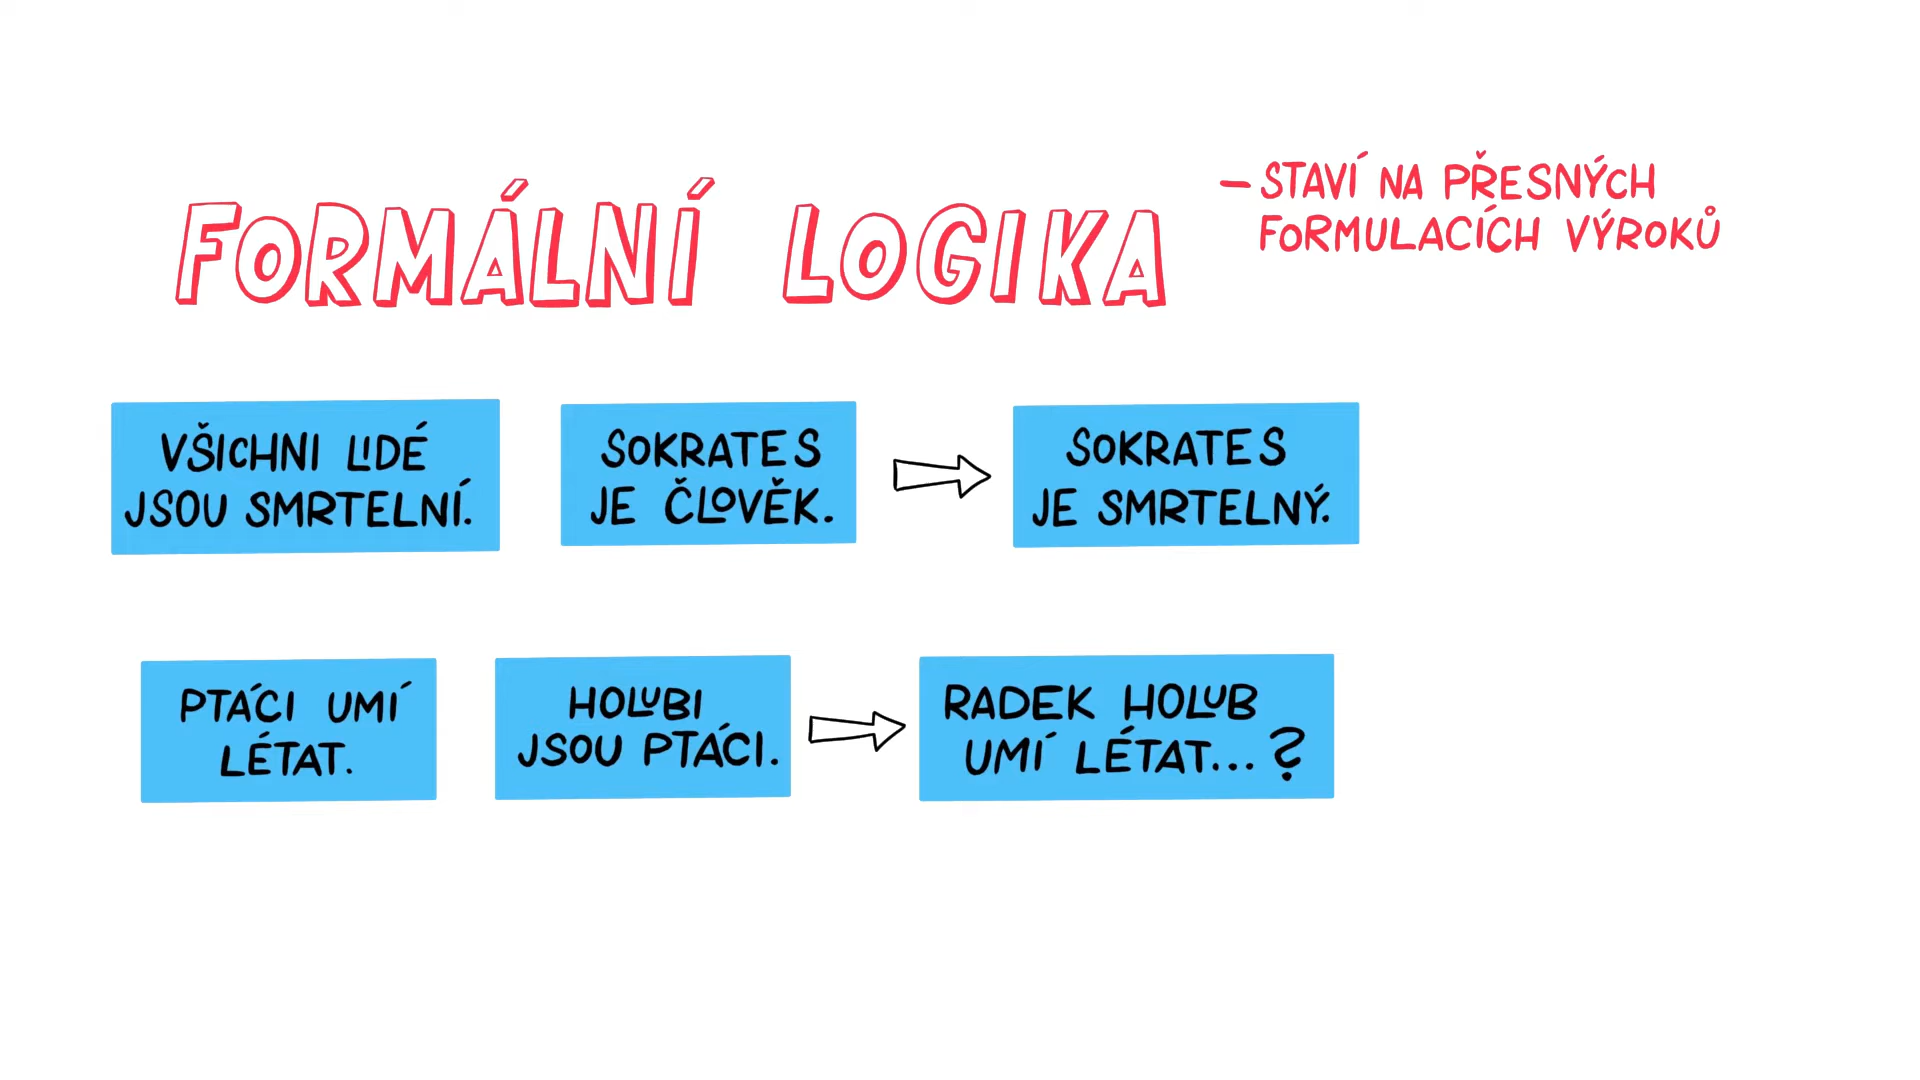 FORMÁLNÍ LOGIKA
– STAVÍ NA PŘESNÝCH
FORMULACÍCH VÝROKŮ
VŠICHNI LIDÉ
JSOU SMRTELNÍ.
SOKRATES
JE ČLOVĚK.
SOKRATES
JE SMRTELNÝ.
PTÁCI UMÍ
LÉTAT.
HOLUBI
JSOU PTÁCI.
RADEK HOLUB
UMÍ LÉTAT...?